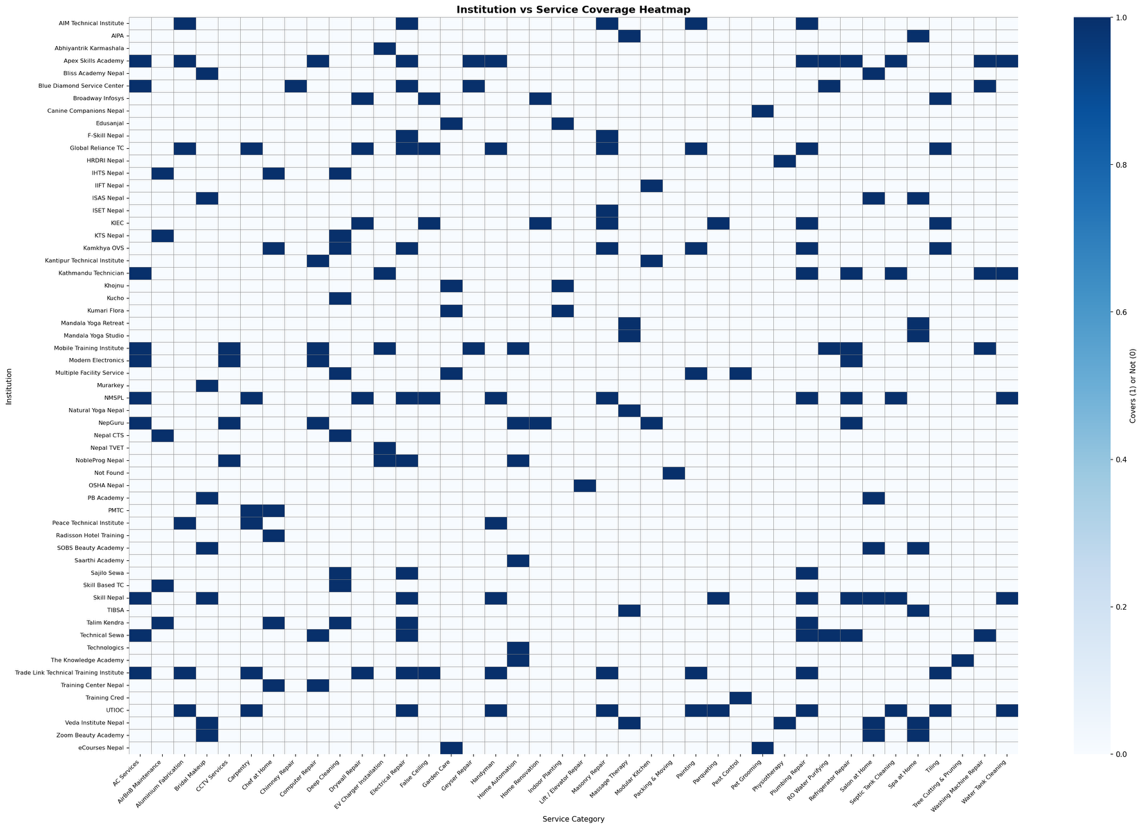 Institution vs Service Coverage Heatmap
Institution
AIM Technical Institute
AIPA
Abhiyantrik Karmashala
Apex Skills Academy
Bliss Academy Nepal
Blue Diamond Service Center
Broadway Infosys
Canine Companions Nepal
Edusanjal
F-Skill Nepal
Global Reliance TC
HRDRI Nepal
IHTS Nepal
IIFT Nepal
ISAS Nepal
ISET Nepal
KIEC
KTS Nepal
Kamkhya OVS
Kantipur Technical Institute
Kathmandu Technician
Khojnu
Kucho
Kumari Flora
Mandala Yoga Retreat
Mandala Yoga Studio
Mobile Training Institute
Modern Electronics
Multiple Facility Service
Murarkey
NMSPL
Natural Yoga Nepal
NepGuru
Nepal CTS
Nepal TVET
NobleProg Nepal
Not Found
OSHA Nepal
PB Academy
PMTC
Peace Technical Institute
Radisson Hotel Training
SOBS Beauty Academy
Saarthi Academy
Sajilo Sewa
Skill Based TC
Skill Nepal
TIBSA
Talim Kendra
Technical Sewa
Technologics
The Knowledge Academy
Trade Link Technical Training Institute
Training Center Nepal
Training Cred
UTIOC
Veda Institute Nepal
Zoom Beauty Academy
eCourses Nepal
AC Services
AirBnB Maintenance
Aluminium Fabrication
Bridal Makeup
CCTV Services
Carpentry
Chef at Home
Chimney Repair
Computer Repair
Deep Cleaning
Drywall Repair
EV Charger Installation
Electrical Repair
False Ceiling
Garden Care
Geyser Repair
Handyman
Home Automation
Home Renovation
Indoor Planting
Lift / Elevator Repair
Masonry Repair
Massage Therapy
Modular Kitchen
Packing & Moving
Painting
Parqueting
Pest Control
Pet Grooming
Physiotherapy
Plumbing Repair
RO Water Purifying
Refrigerator Repair
Salon at Home
Septic Tank Cleaning
Spa at Home
Tiling
Tree Cutting & Pruning
Washing Machine Repair
Water Tank Cleaning
Service Category
1.0
0.8
0.6
0.4
0.2
0.0
Covers (1) or Not (0)